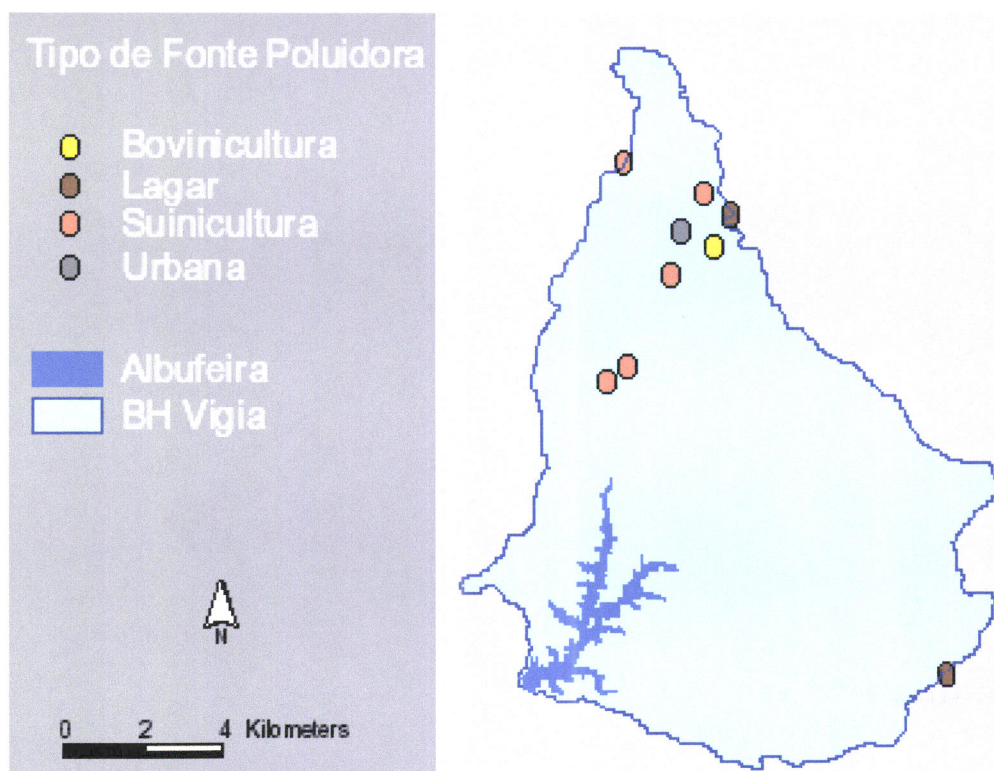 Tipo de Fonte Poluidora
Bovinicultura
Lagar
Suinicultura
Urbana
Albufeira
BH Vigia
N
0 2 4 Kilometers